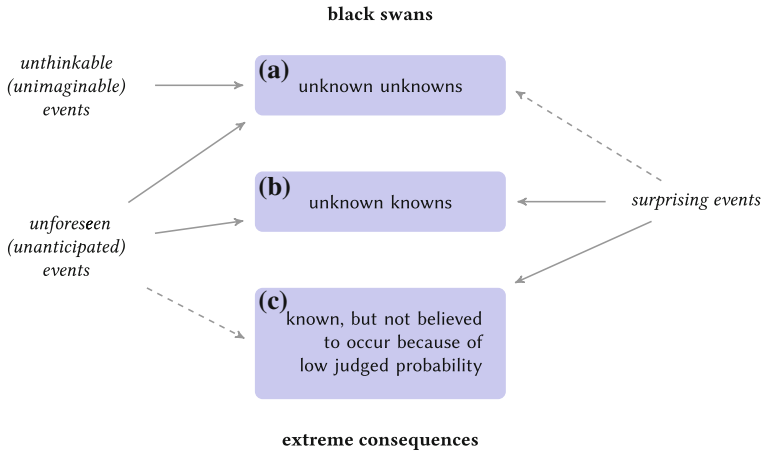 black swans
unthinkable
(unimaginable)
events
(a)
unknown unknowns
(b)
unknown knowns
surprising events
unforeseen
(unanticipated)
events
(c)
known, but not believed
to occur because of
low judged probability
extreme consequences